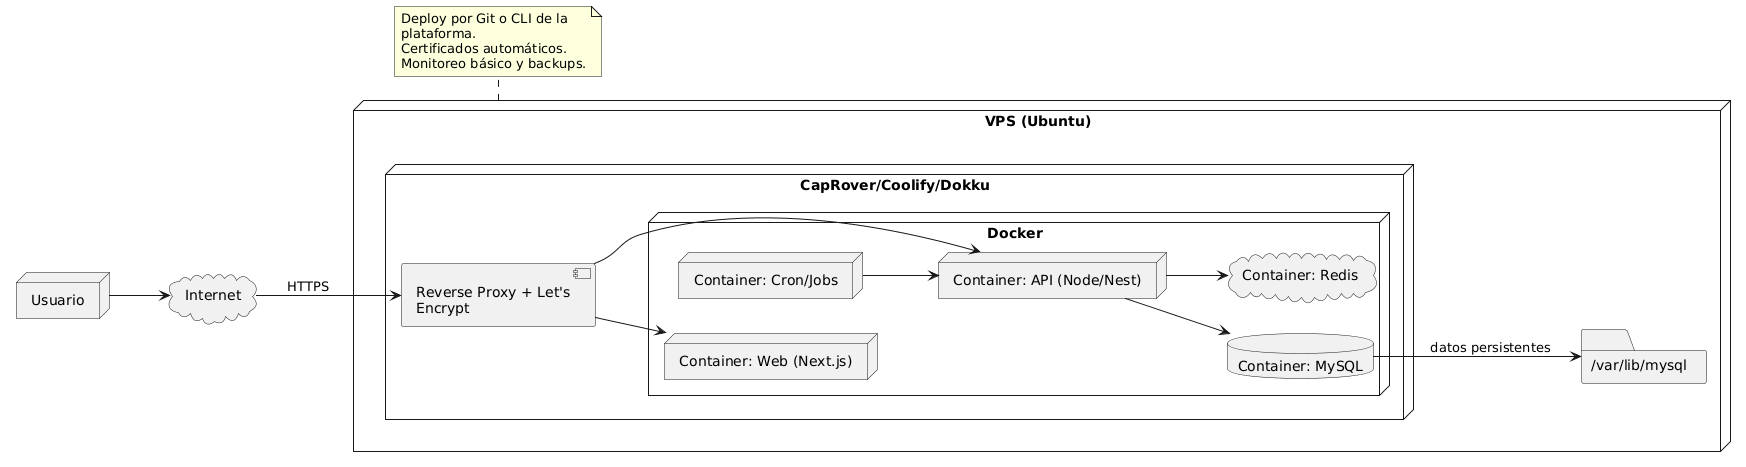 Deploy por Git o CLI de la
plataforma.
Certificados automáticos.
Monitoreo básico y backups.
VPS (Ubuntu)
CapRover/Coolify/Dokku
Docker
Usuario
Internet
HTTPS
Reverse Proxy + Let's
Encrypt
Container: Cron/Jobs
Container: API (Node/Nest)
Container: Redis
Container: Web (Next.js)
Container: MySQL
datos persistentes
/var/lib/mysql